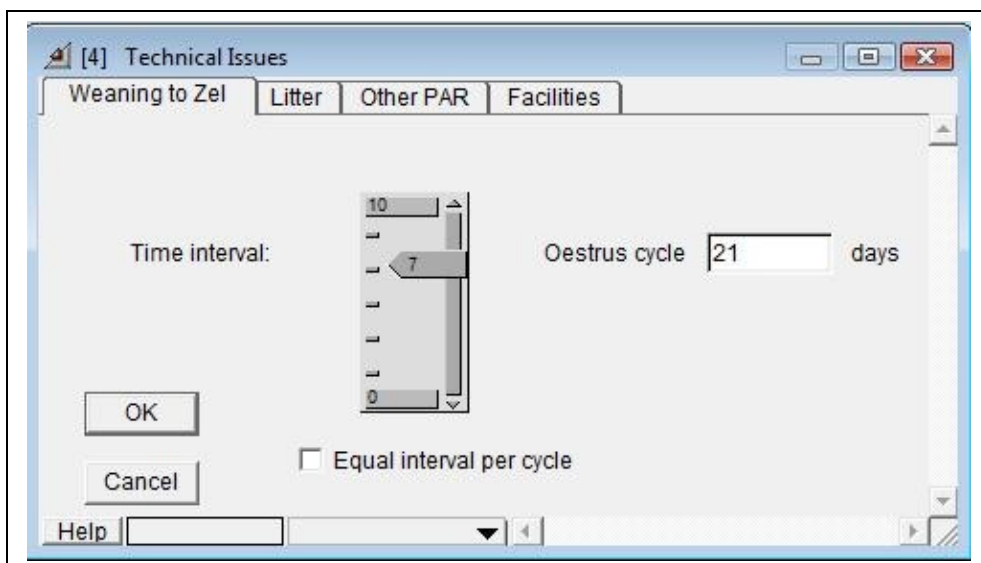 [4] Technical Issues
Weaning to Zel Litter Other PAR Facilities
10
Time interval: 7 Oestrus cycle 21 days
0
OK
Equal interval per cycle
Cancel
Help